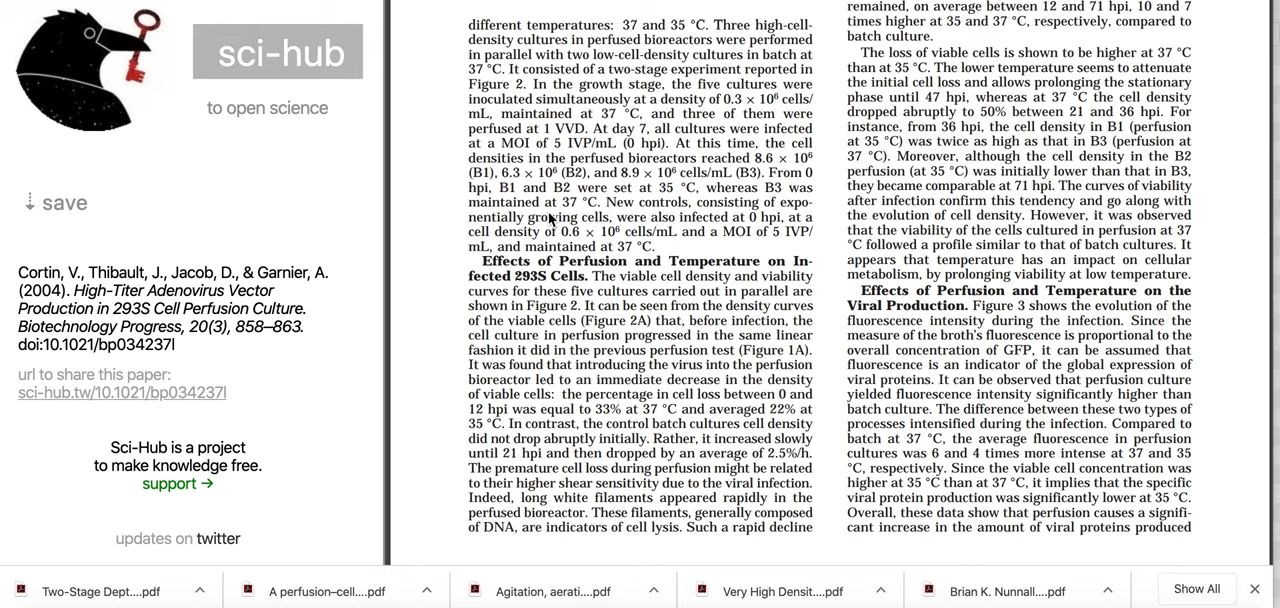 sci-hub
to open science
⇣ save
Cortin, V., Thibault, J., Jacob, D., & Garnier, A.
(2004). High-Titer Adenovirus Vector
Production in 293S Cell Perfusion Culture.
Biotechnology Progress, 20(3), 858–863.
doi:10.1021/bp034237l
url to share this paper:
sci-hub.tw/10.1021/bp034237l
Sci-Hub is a project
to make knowledge free.
support →
updates on twitter
different temperatures: 37 and 35 °C. Three high-cell-
density cultures in perfused bioreactors were performed
in parallel with two low-cell-density cultures in batch at
37 °C. It consisted of a two-stage experiment reported in
Figure 2. In the growth stage, the five cultures were
inoculated simultaneously at a density of 0.3 × 10⁶ cells/
mL, maintained at 37 °C, and three of them were
perfused at 1 VVD. At day 7, all cultures were infected
at a MOI of 5 IVP/mL (0 hpi). At this time, the cell
densities in the perfused bioreactors reached 8.6 × 10⁶
(B1), 6.3 × 10⁶ (B2), and 8.9 × 10⁶ cells/mL (B3). From 0
hpi, B1 and B2 were set at 35 °C, whereas B3 was
maintained at 37 °C. New controls, consisting of expo-
nentially growing cells, were also infected at 0 hpi, at a
cell density of 0.6 × 10⁶ cells/mL and a MOI of 5 IVP/
mL, and maintained at 37 °C.
Effects of Perfusion and Temperature on In-
fected 293S Cells. The viable cell density and viability
curves for these five cultures carried out in parallel are
shown in Figure 2. It can be seen from the density curves
of the viable cells (Figure 2A) that, before infection, the
cell culture in perfusion progressed in the same linear
fashion it did in the previous perfusion test (Figure 1A).
It was found that introducing the virus into the perfusion
bioreactor led to an immediate decrease in the density
of viable cells: the percentage in cell loss between 0 and
12 hpi was equal to 33% at 37 °C and averaged 22% at
35 °C. In contrast, the control batch cultures cell density
did not drop abruptly initially. Rather, it increased slowly
until 21 hpi and then dropped by an average of 2.5%/h.
The premature cell loss during perfusion might be related
to their higher shear sensitivity due to the viral infection.
Indeed, long white filaments appeared rapidly in the
perfused bioreactor. These filaments, generally composed
of DNA, are indicators of cell lysis. Such a rapid decline
remained, on average between 12 and 71 hpi, 10 and 7
times higher at 35 and 37 °C, respectively, compared to
batch culture.
The loss of viable cells is shown to be higher at 37 °C
than at 35 °C. The lower temperature seems to attenuate
the initial cell loss and allows prolonging the stationary
phase until 47 hpi, whereas at 37 °C the cell density
dropped abruptly to 50% between 21 and 36 hpi. For
instance, from 36 hpi, the cell density in B1 (perfusion
at 35 °C) was twice as high as that in B3 (perfusion at
37 °C). Moreover, although the cell density in the B2
perfusion (at 35 °C) was initially lower than that in B3,
they became comparable at 71 hpi. The curves of viability
after infection confirm this tendency and go along with
the evolution of cell density. However, it was observed
that the viability of the cells cultured in perfusion at 37
°C followed a profile similar to that of batch cultures. It
appears that temperature has an impact on cellular
metabolism, by prolonging viability at low temperature.
Effects of Perfusion and Temperature on the
Viral Production. Figure 3 shows the evolution of the
fluorescence intensity during the infection. Since the
measure of the broth's fluorescence is proportional to the
overall concentration of GFP, it can be assumed that
fluorescence is an indicator of the global expression of
viral proteins. It can be observed that perfusion culture
yielded fluorescence intensity significantly higher than
batch culture. The difference between these two types of
processes intensified during the infection. Compared to
batch at 37 °C, the average fluorescence in perfusion
cultures was 6 and 4 times more intense at 37 and 35
°C, respectively. Since the viable cell concentration was
higher at 35 °C than at 37 °C, it implies that the specific
viral protein production was significantly lower at 35 °C.
Overall, these data show that perfusion causes a signifi-
cant increase in the amount of viral proteins produced
Two-Stage Dept....pdf
A perfusion–cell....pdf
Agitation, aerati....pdf
Very High Densit....pdf
Brian K. Nunnall....pdf
Show All